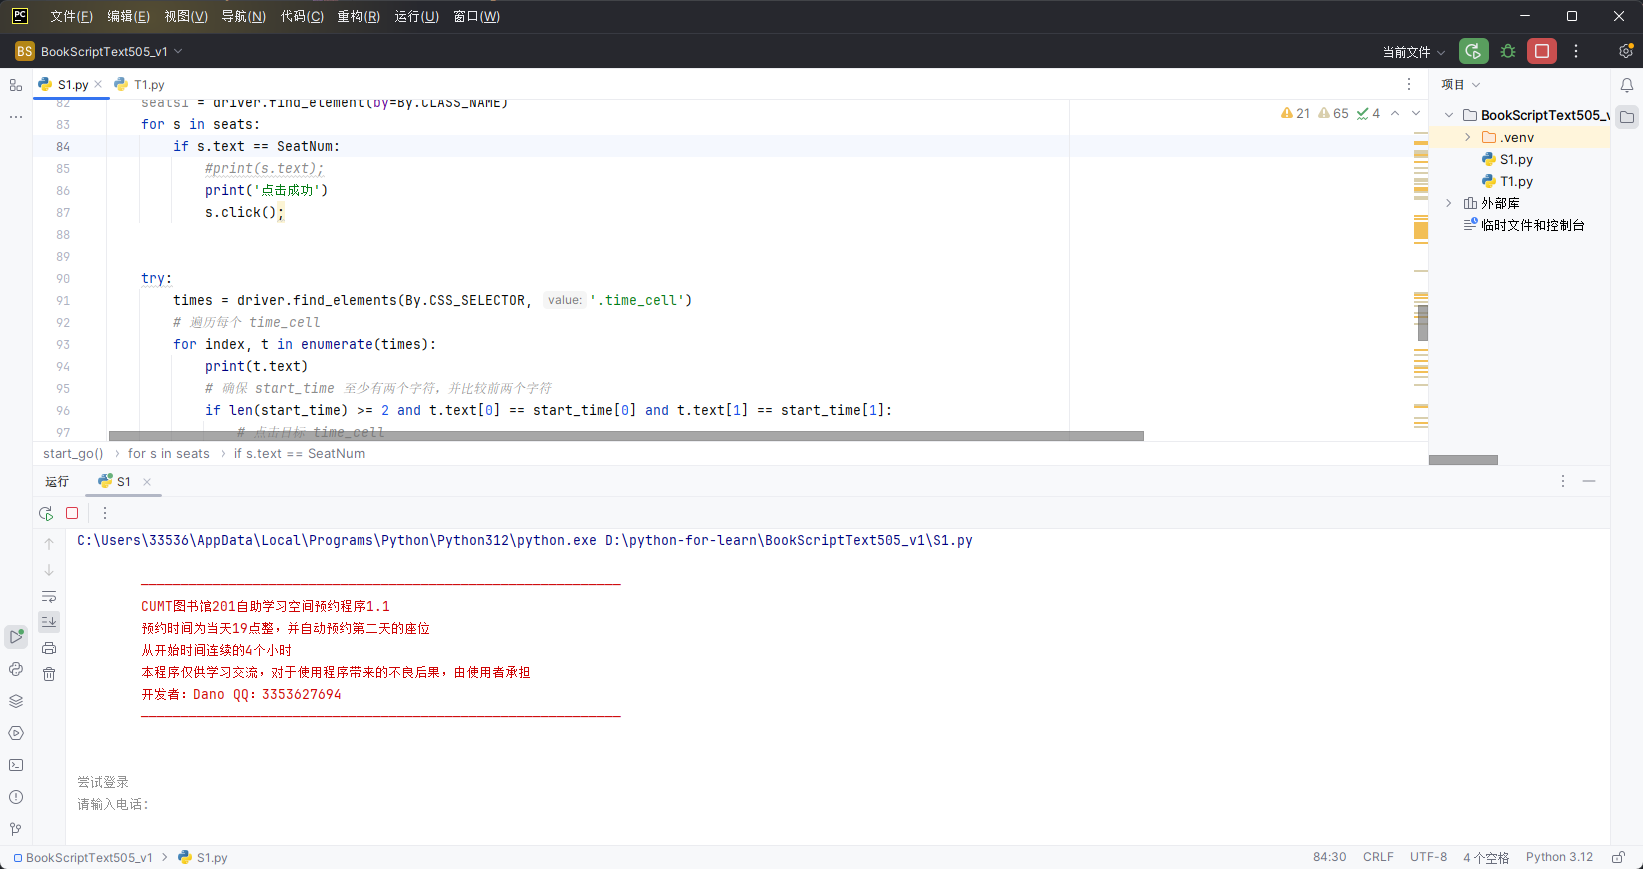 PC 文件(F) 编辑(E) 视图(V) 导航(N) 代码(C) 重构(R) 运行(U) 窗口(W)
BS BookScriptText505_v1 当前文件
S1.py T1.py
项目
82 seats1 = driver.find_element(by=By.CLASS_NAME)
21 65 4
83 for s in seats:
84 if s.text == SeatNum:
85 #print(s.text);
86 print('点击成功')
87 s.click();
88
89
90 try:
91 times = driver.find_elements(By.CSS_SELECTOR, value: '.time_cell')
92 # 遍历每个 time_cell
93 for index, t in enumerate(times):
94 print(t.text)
95 # 确保 start_time 至少有两个字符，并比较前两个字符
96 if len(start_time) >= 2 and t.text[0] == start_time[0] and t.text[1] == start_time[1]:
97 # 点击目标 time_cell
start_go() › for s in seats › if s.text == SeatNum
BookScriptText505_v
.venv
S1.py
T1.py
外部库
临时文件和控制台
运行 S1
C:\Users\33536\AppData\Local\Programs\Python\Python312\python.exe D:\python-for-learn\BookScriptText505_v1\S1.py
CUMT图书馆201自助学习空间预约程序1.1
预约时间为当天19点整，并自动预约第二天的座位
从开始时间连续的4个小时
本程序仅供学习交流，对于使用程序带来的不良后果，由使用者承担
开发者：Dano QQ：3353627694
尝试登录
请输入电话：
BookScriptText505_v1 › S1.py
84:30 CRLF UTF-8 4 个空格 Python 3.12